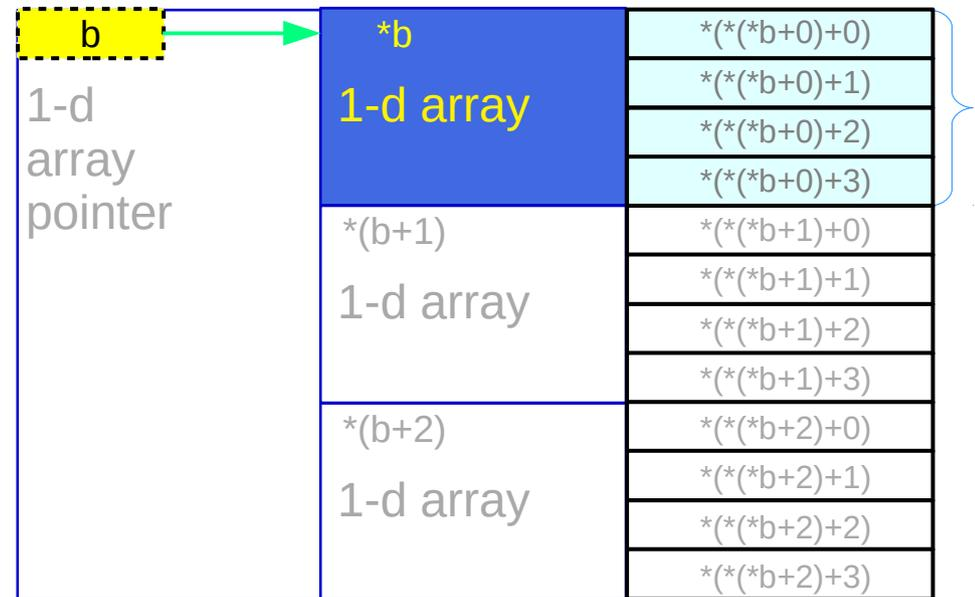 b
1-d
array
pointer
*b
1-d array
*(b+1)
1-d array
*(b+2)
1-d array
*(*(*b+0)+0)
*(*(*b+0)+1)
*(*(*b+0)+2)
*(*(*b+0)+3)
*(*(*b+1)+0)
*(*(*b+1)+1)
*(*(*b+1)+2)
*(*(*b+1)+3)
*(*(*b+2)+0)
*(*(*b+2)+1)
*(*(*b+2)+2)
*(*(*b+2)+3)